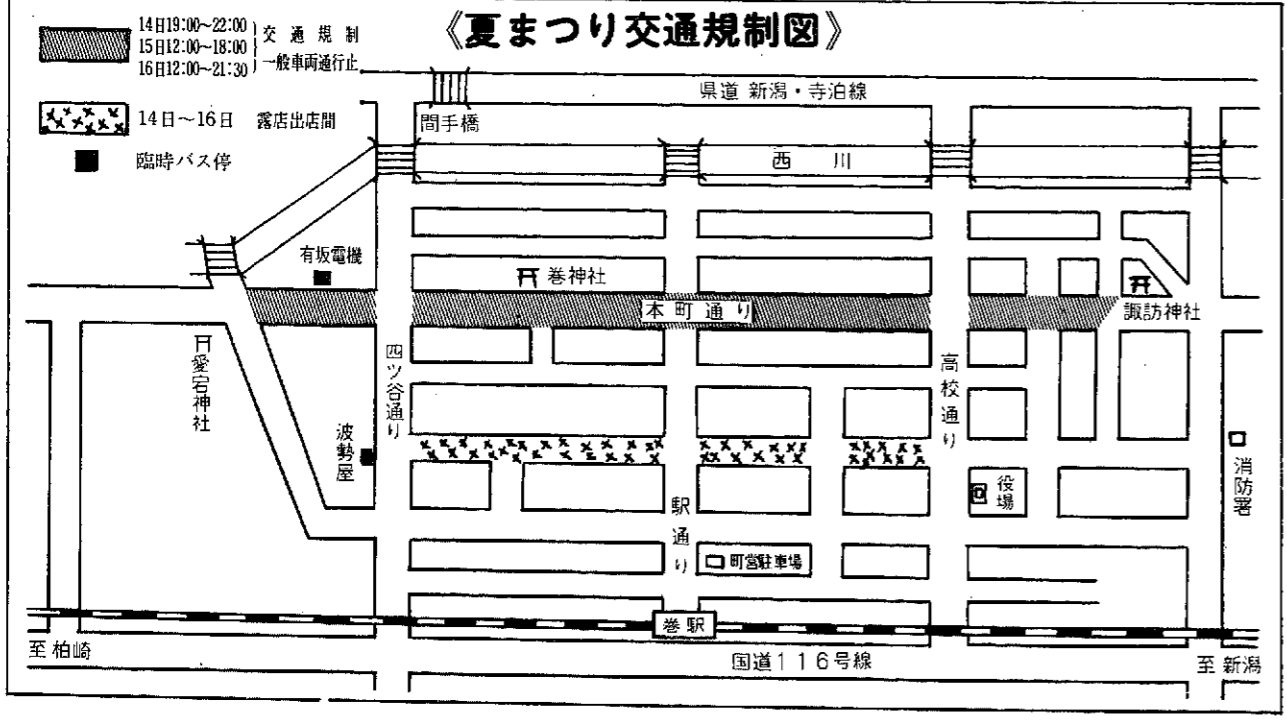 《夏まつり交通規制図》
14日19:00~22:00
15日12:00~18:00
16日12:00~21:30
交通規制
一般車両通行止
14日~16日 露店出店間
臨時バス停
県道 新潟・寺泊線
間手橋
西川
有坂電機
巻神社
本町通り
諏訪神社
愛宕神社
四ツ谷通り
高校通り
波勢屋
駅通り
役場
消防署
町営駐車場
巻駅
至柏崎
国道116号線
至新潟